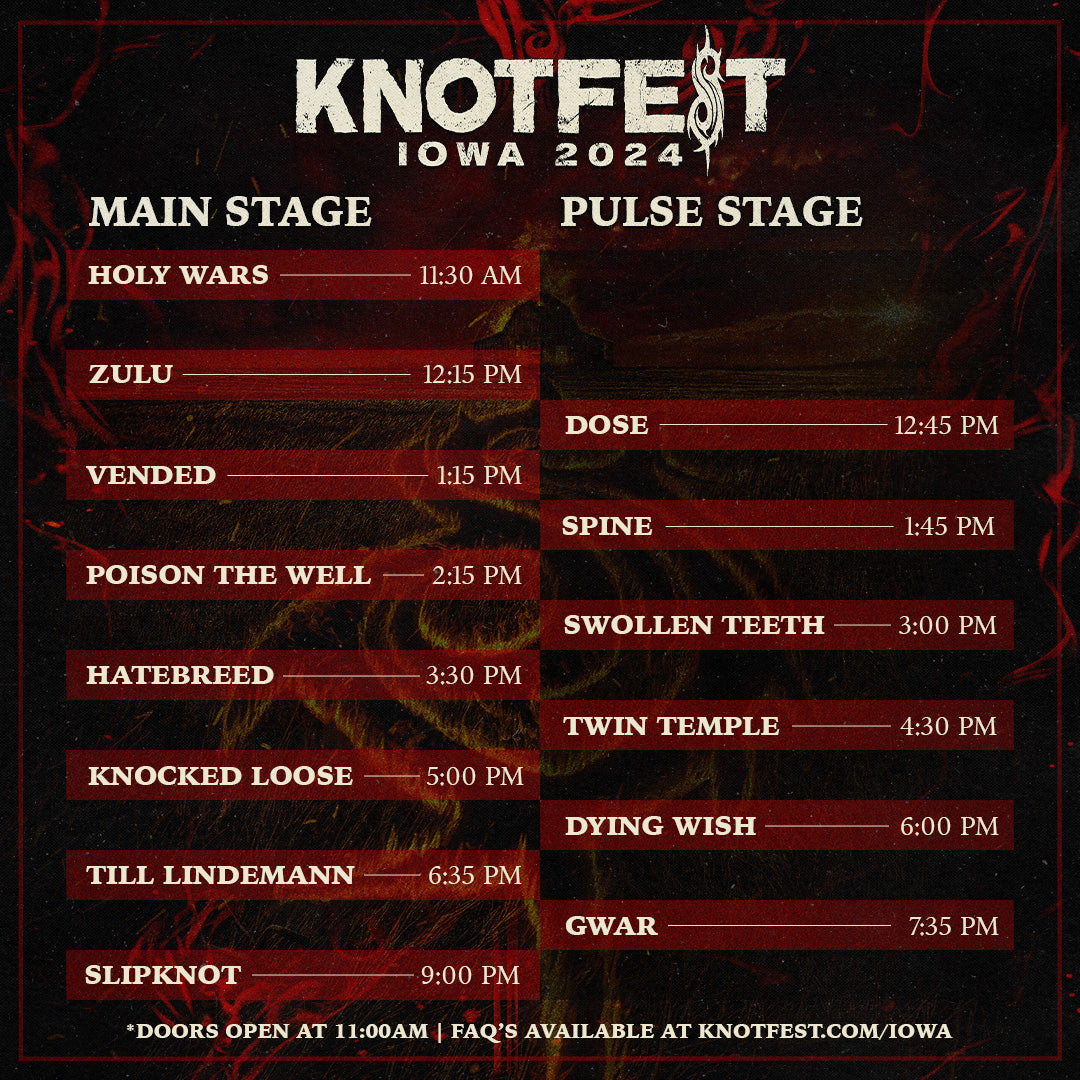 KNOTFEST
IOWA 2024
MAIN STAGE
HOLY WARS 11:30 AM
ZULU 12:15 PM
VENDED 1:15 PM
POISON THE WELL 2:15 PM
HATEBREED 3:30 PM
KNOCKED LOOSE 5:00 PM
TILL LINDEMANN 6:35 PM
SLIPKNOT 9:00 PM
PULSE STAGE
DOSE 12:45 PM
SPINE 1:45 PM
SWOLLEN TEETH 3:00 PM
TWIN TEMPLE 4:30 PM
DYING WISH 6:00 PM
GWAR 7:35 PM
*DOORS OPEN AT 11:00AM | FAQ'S AVAILABLE AT KNOTFEST.COM/IOWA